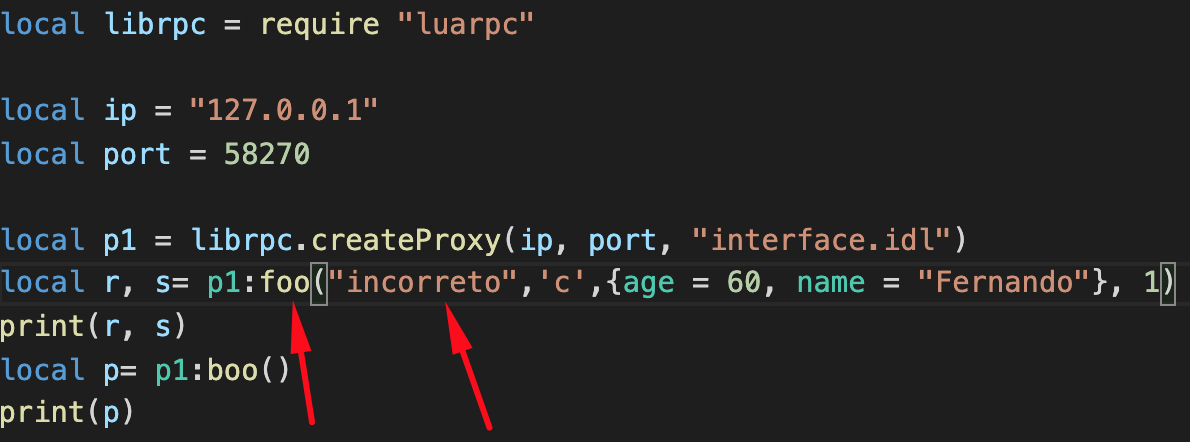 local librpc = require "luarpc"
local ip = "127.0.0.1"
local port = 58270
local p1 = librpc.createProxy(ip, port, "interface.idl")
local r, s= p1:foo("incorreto",'c',{age = 60, name = "Fernando"}, 1)
print(r, s)
local p= p1:boo()
print(p)